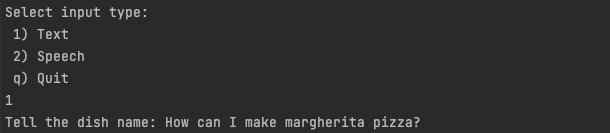 Select input type:
1) Text
2) Speech
q) Quit
1
Tell the dish name: How can I make margherita pizza?